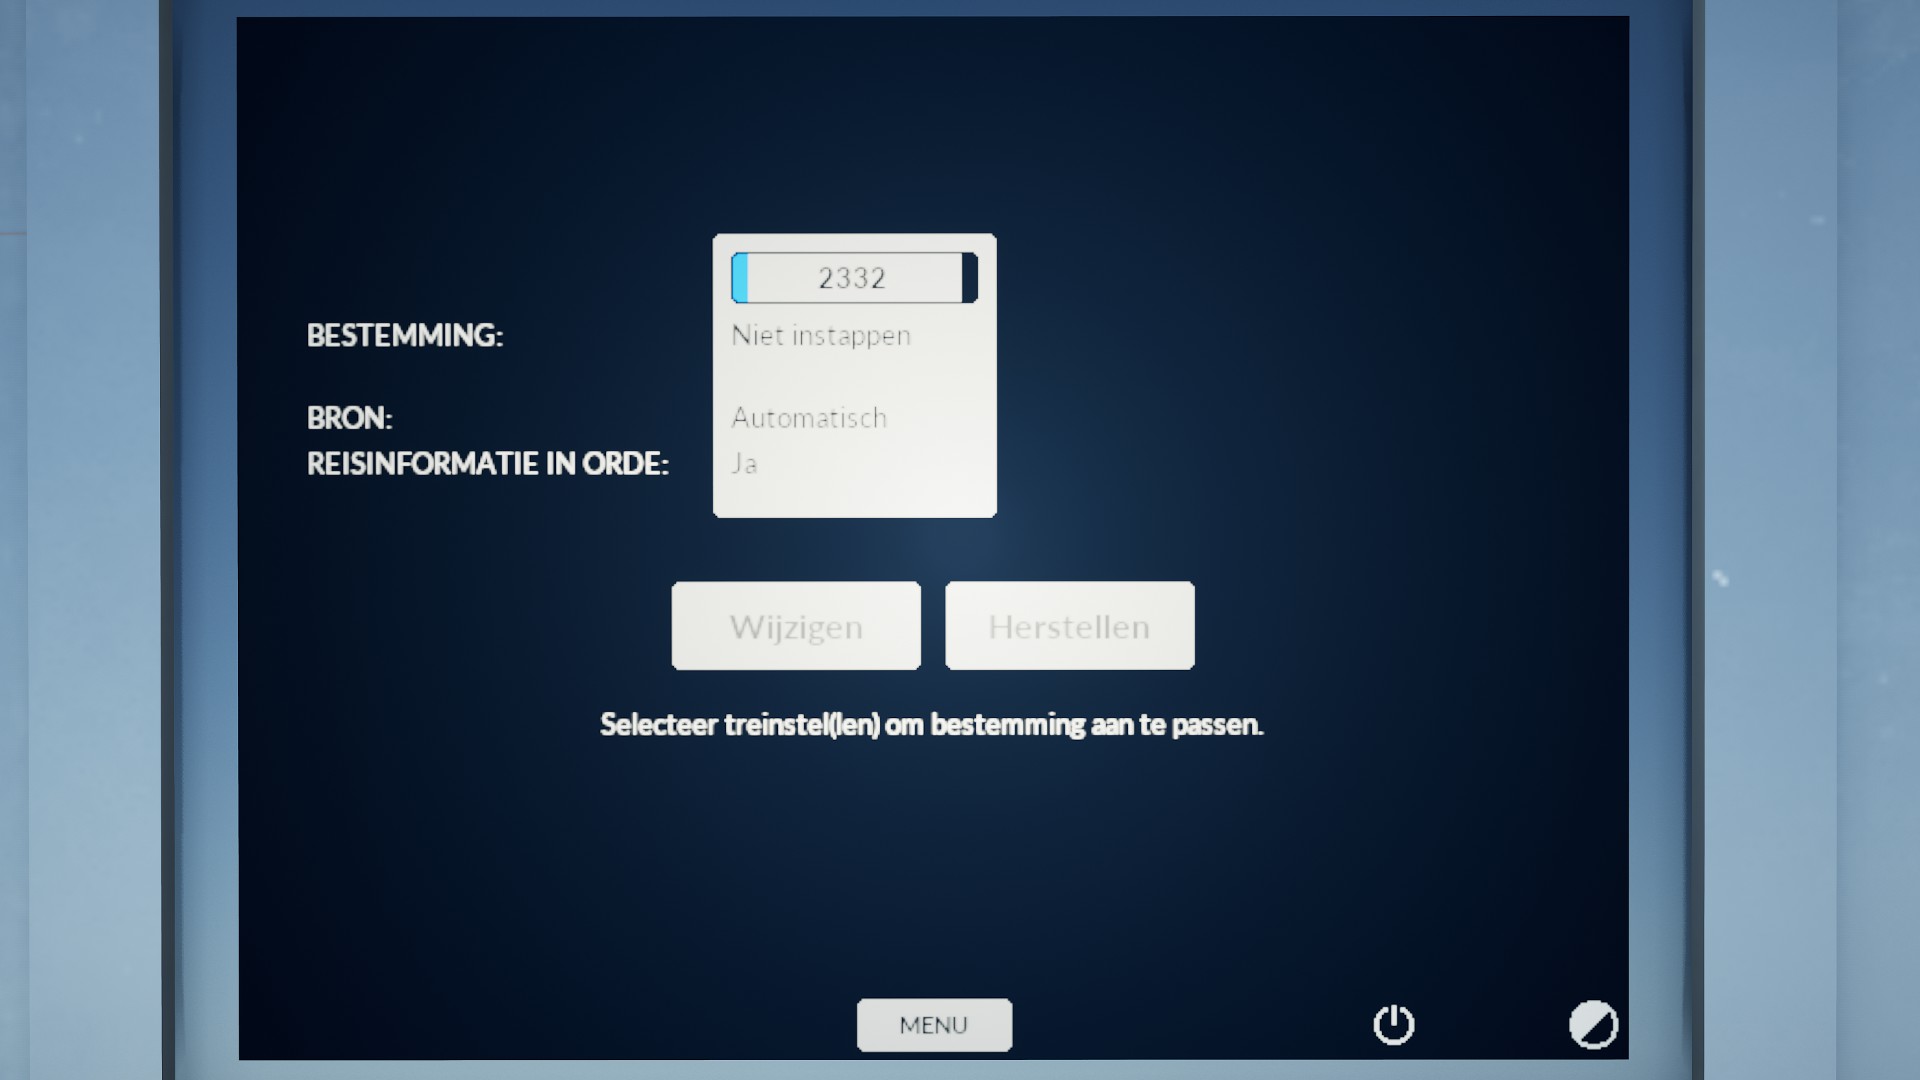 2332
BESTEMMING: Niet instappen
BRON: Automatisch
REISINFORMATIE IN ORDE: Ja
Wijzigen Herstellen
Selecteer treinstel(len) om bestemming aan te passen.
MENU